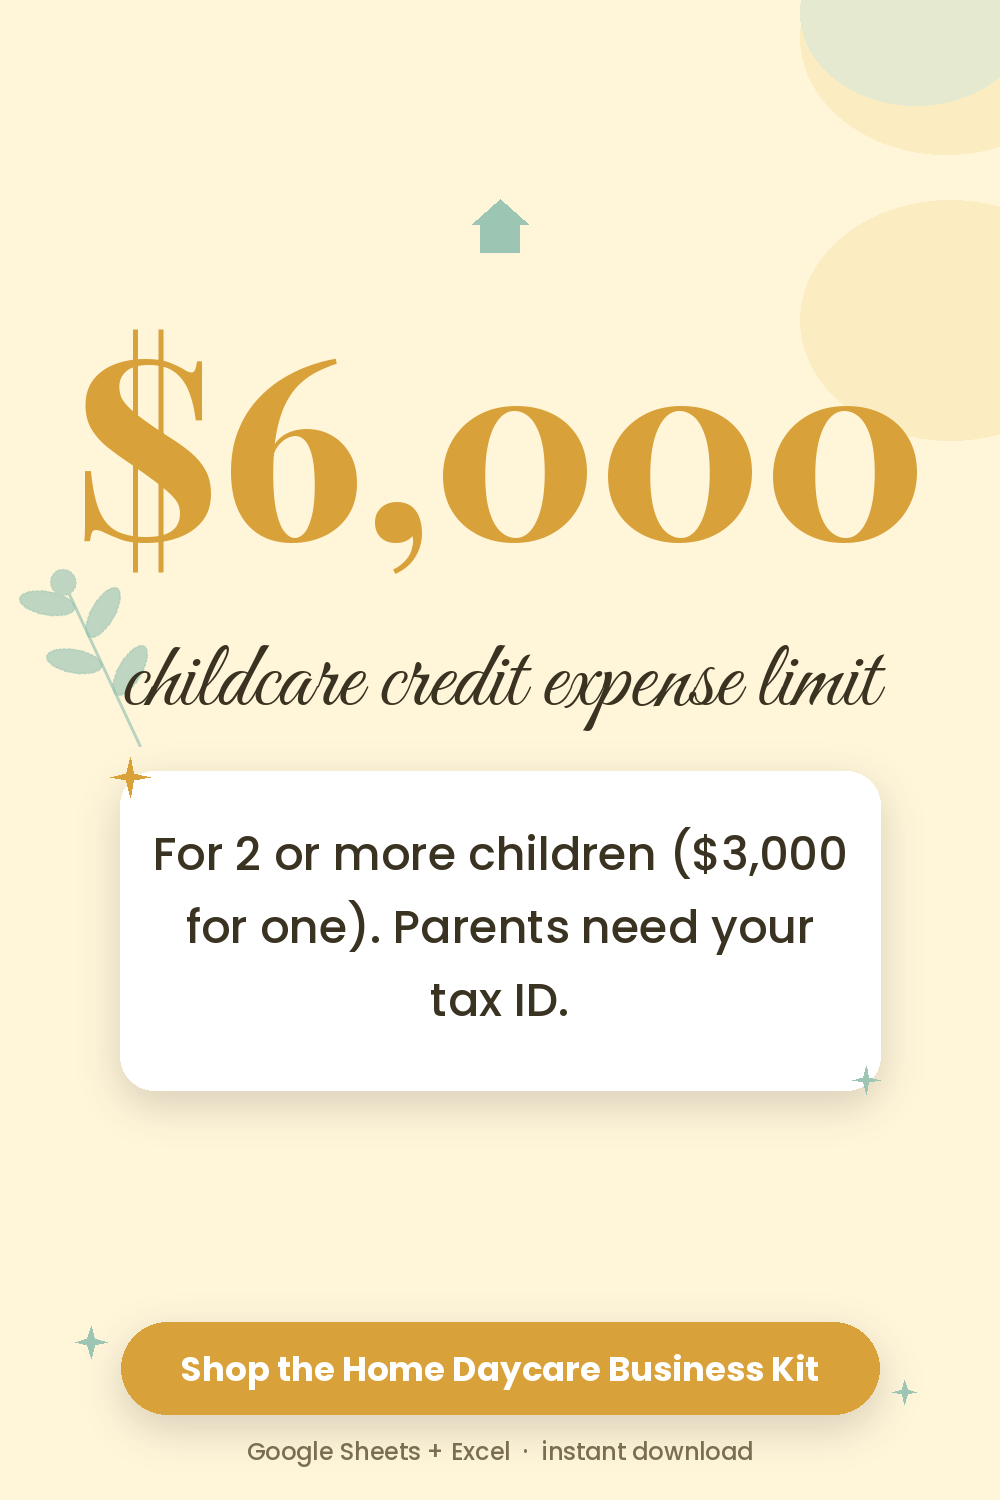 $6,000
childcare credit expense limit
For 2 or more children ($3,000
for one). Parents need your
tax ID.
Shop the Home Daycare Business Kit
Google Sheets + Excel · instant download